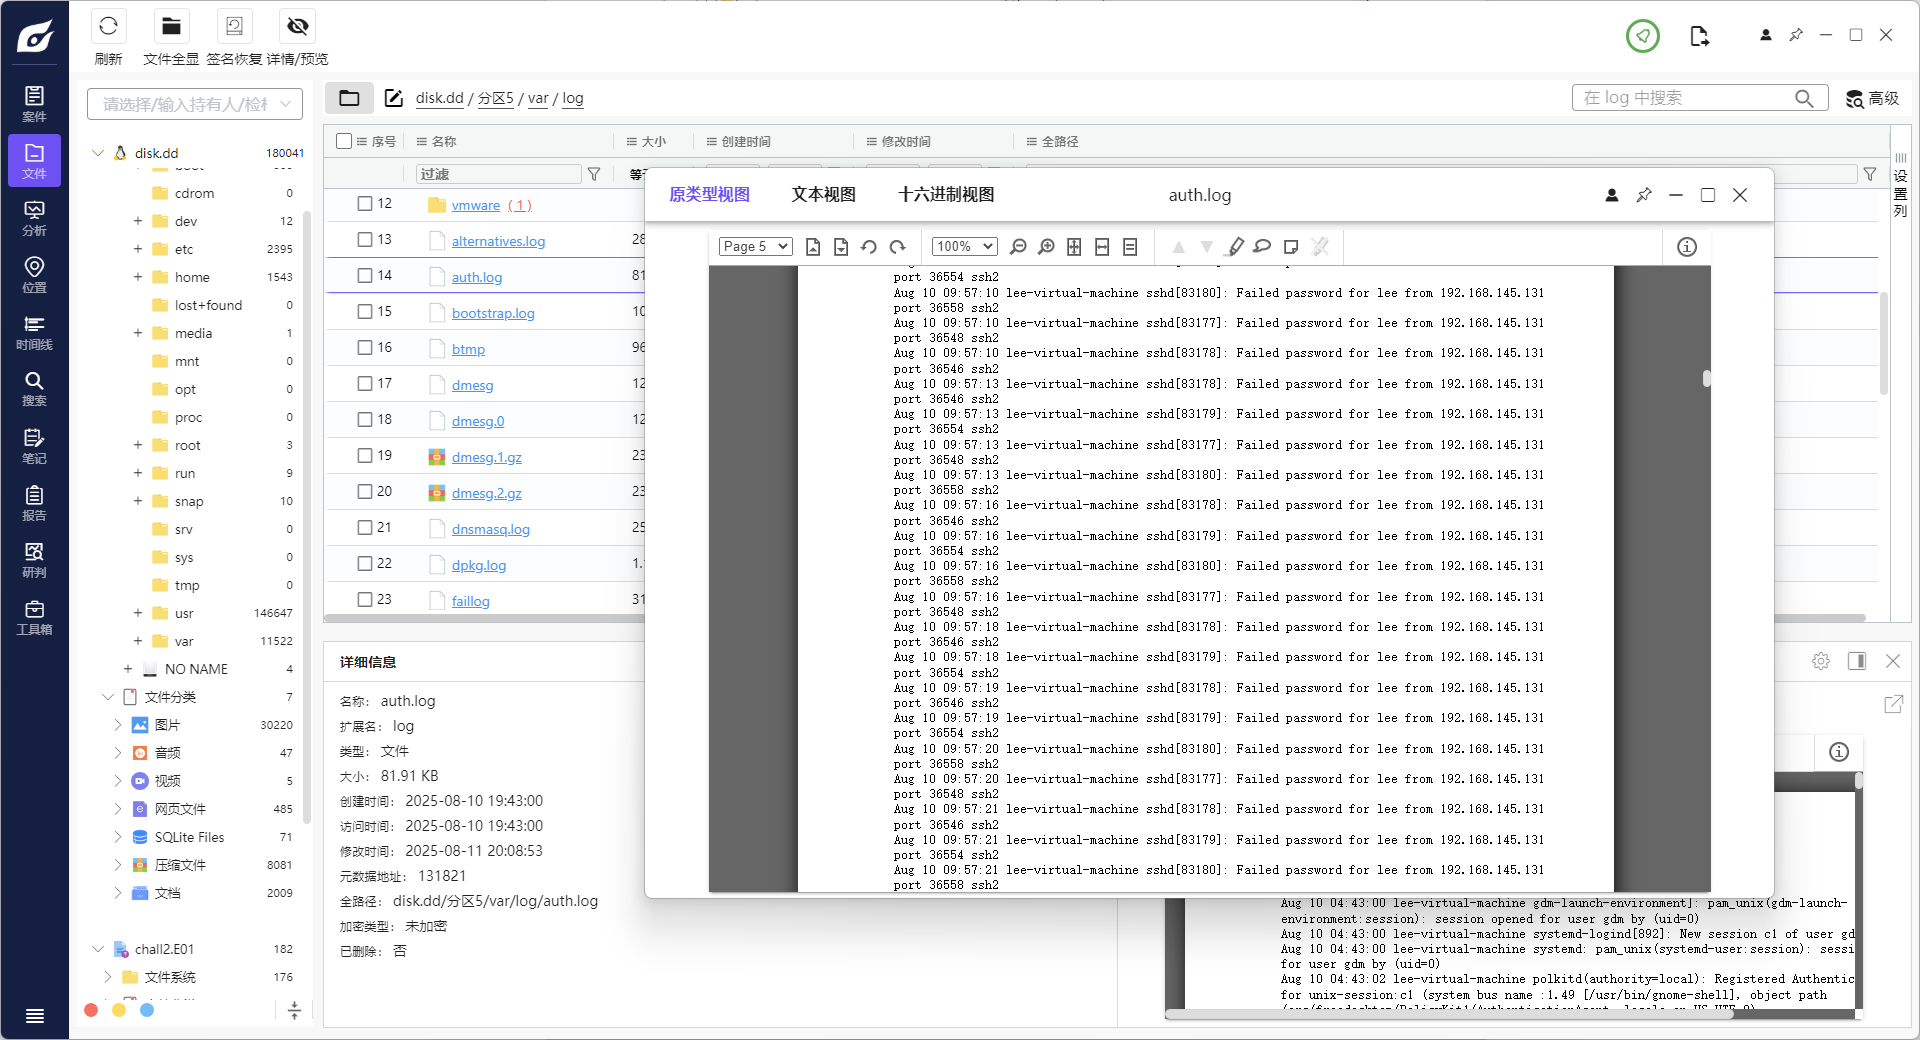 刷新
文件全显
签名恢复
详情/预览
案件
文件
分析
位置
时间线
搜索
笔记
报告
研判
工具箱
请选择/输入持有人/检材
disk.dd 180041
cdrom 0
dev 12
etc 2395
home 1543
lost+found 0
media 1
mnt 0
opt 0
proc 0
root 3
run 9
snap 10
srv 0
sys 0
tmp 0
usr 146647
var 11522
NO NAME 4
文件分类 7
图片 30220
音频 47
视频 5
网页文件 485
SQLite Files 71
压缩文件 8081
文档 2009
chall2.E01 182
文件系统 176
disk.dd / 分区5 / var / log
在 log 中搜索
高级
序号 名称 大小 创建时间 修改时间 全路径
过滤
设置列
12 vmware ( 1 )
13 alternatives.log 28
14 auth.log 81
15 bootstrap.log 10
16 btmp 96
17 dmesg 12
18 dmesg.0 12
19 dmesg.1.gz 23
20 dmesg.2.gz 23
21 dnsmasq.log 25
22 dpkg.log 1.
23 faillog 31
详细信息
名称: auth.log
扩展名: log
类型: 文件
大小: 81.91 KB
创建时间: 2025-08-10 19:43:00
访问时间: 2025-08-10 19:43:00
修改时间: 2025-08-11 20:08:53
元数据地址: 131821
全路径: disk.dd/分区5/var/log/auth.log
加密类型: 未加密
已删除: 否
原类型视图 文本视图 十六进制视图 auth.log
Page 5 100%
port 36554 ssh2
Aug 10 09:57:10 lee-virtual-machine sshd[83180]: Failed password for lee from 192.168.145.131
port 36558 ssh2
Aug 10 09:57:10 lee-virtual-machine sshd[83177]: Failed password for lee from 192.168.145.131
port 36548 ssh2
Aug 10 09:57:10 lee-virtual-machine sshd[83178]: Failed password for lee from 192.168.145.131
port 36546 ssh2
Aug 10 09:57:13 lee-virtual-machine sshd[83178]: Failed password for lee from 192.168.145.131
port 36546 ssh2
Aug 10 09:57:13 lee-virtual-machine sshd[83179]: Failed password for lee from 192.168.145.131
port 36554 ssh2
Aug 10 09:57:13 lee-virtual-machine sshd[83177]: Failed password for lee from 192.168.145.131
port 36548 ssh2
Aug 10 09:57:13 lee-virtual-machine sshd[83180]: Failed password for lee from 192.168.145.131
port 36558 ssh2
Aug 10 09:57:16 lee-virtual-machine sshd[83178]: Failed password for lee from 192.168.145.131
port 36546 ssh2
Aug 10 09:57:16 lee-virtual-machine sshd[83179]: Failed password for lee from 192.168.145.131
port 36554 ssh2
Aug 10 09:57:16 lee-virtual-machine sshd[83180]: Failed password for lee from 192.168.145.131
port 36558 ssh2
Aug 10 09:57:16 lee-virtual-machine sshd[83177]: Failed password for lee from 192.168.145.131
port 36548 ssh2
Aug 10 09:57:18 lee-virtual-machine sshd[83178]: Failed password for lee from 192.168.145.131
port 36546 ssh2
Aug 10 09:57:18 lee-virtual-machine sshd[83179]: Failed password for lee from 192.168.145.131
port 36554 ssh2
Aug 10 09:57:19 lee-virtual-machine sshd[83178]: Failed password for lee from 192.168.145.131
port 36546 ssh2
Aug 10 09:57:19 lee-virtual-machine sshd[83179]: Failed password for lee from 192.168.145.131
port 36554 ssh2
Aug 10 09:57:20 lee-virtual-machine sshd[83180]: Failed password for lee from 192.168.145.131
port 36558 ssh2
Aug 10 09:57:20 lee-virtual-machine sshd[83177]: Failed password for lee from 192.168.145.131
port 36548 ssh2
Aug 10 09:57:21 lee-virtual-machine sshd[83178]: Failed password for lee from 192.168.145.131
port 36546 ssh2
Aug 10 09:57:21 lee-virtual-machine sshd[83179]: Failed password for lee from 192.168.145.131
port 36554 ssh2
Aug 10 09:57:21 lee-virtual-machine sshd[83180]: Failed password for lee from 192.168.145.131
port 36558 ssh2
Aug 10 04:43:00 lee-virtual-machine gdm-launch-environment]: pam_unix(gdm-launch-
environment:session): session opened for user gdm by (uid=0)
Aug 10 04:43:00 lee-virtual-machine systemd-logind[892]: New session c1 of user gd
Aug 10 04:43:00 lee-virtual-machine systemd: pam_unix(systemd-user:session): sessi
for user gdm by (uid=0)
Aug 10 04:43:02 lee-virtual-machine polkitd(authority=local): Registered Authentic
for unix-session:c1 (system bus name :1.49 [/usr/bin/gnome-shell], object path